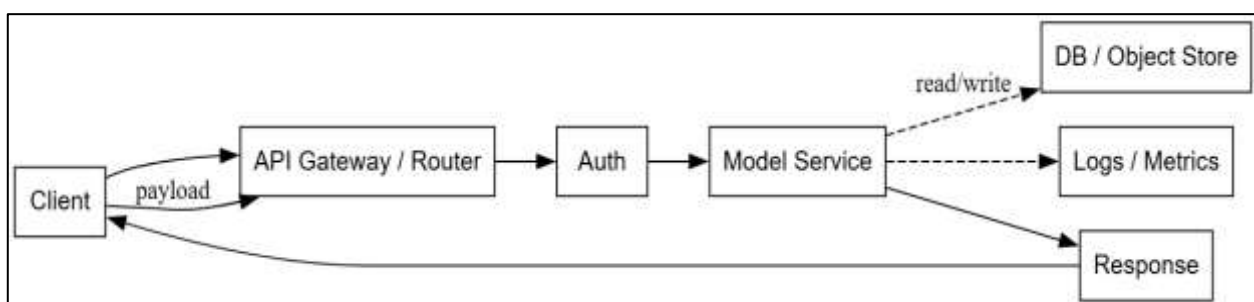 DB / Object Store
read/write
API Gateway / Router
Auth
Model Service
Logs / Metrics
payload
Client
Response